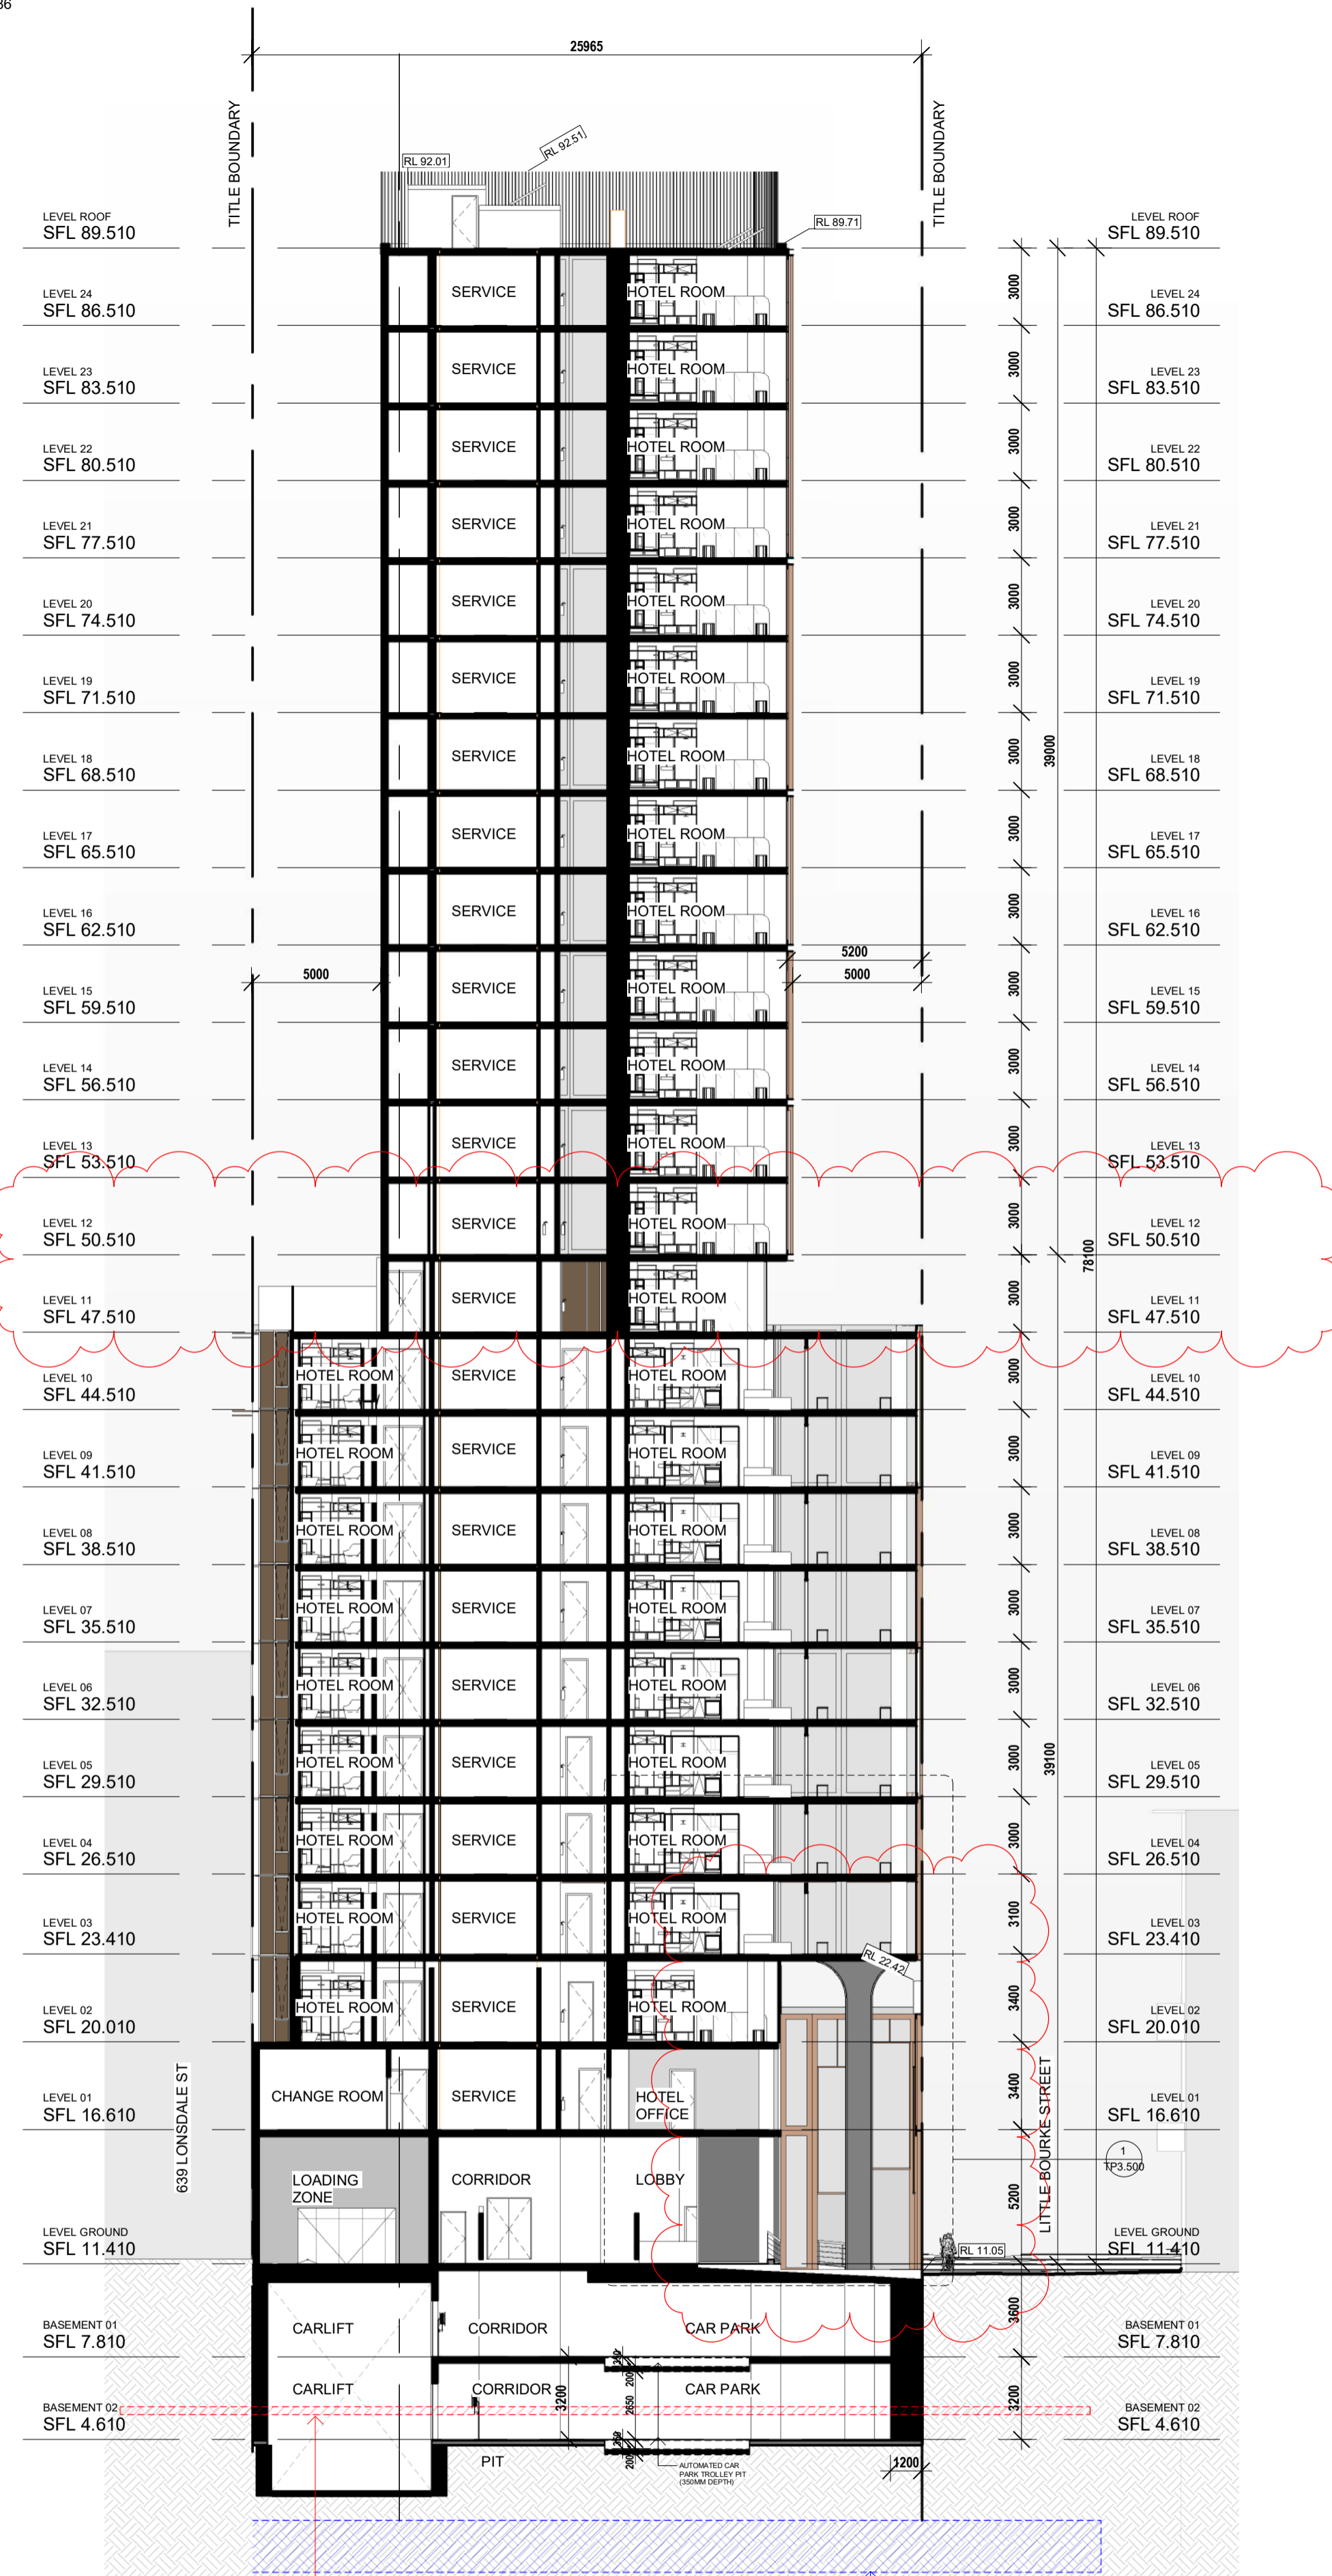 36
25965
TITLE BOUNDARY
TITLE BOUNDARY
RL 92.01
RL 92.51
RL 89.71
LEVEL ROOF
SFL 89.510
LEVEL ROOF
SFL 89.510
SERVICE
HOTEL ROOM
3000
LEVEL 24
SFL 86.510
LEVEL 24
SFL 86.510
SERVICE
HOTEL ROOM
3000
LEVEL 23
SFL 83.510
LEVEL 23
SFL 83.510
SERVICE
HOTEL ROOM
3000
LEVEL 22
SFL 80.510
LEVEL 22
SFL 80.510
SERVICE
HOTEL ROOM
3000
LEVEL 21
SFL 77.510
LEVEL 21
SFL 77.510
SERVICE
HOTEL ROOM
3000
LEVEL 20
SFL 74.510
LEVEL 20
SFL 74.510
SERVICE
HOTEL ROOM
3000
LEVEL 19
SFL 71.510
LEVEL 19
SFL 71.510
SERVICE
HOTEL ROOM
3000
39000
LEVEL 18
SFL 68.510
LEVEL 18
SFL 68.510
SERVICE
HOTEL ROOM
3000
LEVEL 17
SFL 65.510
LEVEL 17
SFL 65.510
SERVICE
HOTEL ROOM
3000
LEVEL 16
SFL 62.510
LEVEL 16
SFL 62.510
5200
5000
5000
SERVICE
HOTEL ROOM
3000
LEVEL 15
SFL 59.510
LEVEL 15
SFL 59.510
SERVICE
HOTEL ROOM
3000
LEVEL 14
SFL 56.510
LEVEL 14
SFL 56.510
SERVICE
HOTEL ROOM
3000
LEVEL 13
SFL 53.510
LEVEL 13
SFL 53.510
SERVICE
HOTEL ROOM
3000
LEVEL 12
SFL 50.510
LEVEL 12
SFL 50.510
78100
SERVICE
HOTEL ROOM
3000
LEVEL 11
SFL 47.510
LEVEL 11
SFL 47.510
HOTEL ROOM
SERVICE
HOTEL ROOM
3000
LEVEL 10
SFL 44.510
LEVEL 10
SFL 44.510
HOTEL ROOM
SERVICE
HOTEL ROOM
3000
LEVEL 09
SFL 41.510
LEVEL 09
SFL 41.510
HOTEL ROOM
SERVICE
HOTEL ROOM
3000
LEVEL 08
SFL 38.510
LEVEL 08
SFL 38.510
HOTEL ROOM
SERVICE
HOTEL ROOM
3000
LEVEL 07
SFL 35.510
LEVEL 07
SFL 35.510
HOTEL ROOM
SERVICE
HOTEL ROOM
3000
LEVEL 06
SFL 32.510
LEVEL 06
SFL 32.510
HOTEL ROOM
SERVICE
HOTEL ROOM
3000
39100
LEVEL 05
SFL 29.510
LEVEL 05
SFL 29.510
HOTEL ROOM
SERVICE
HOTEL ROOM
3000
LEVEL 04
SFL 26.510
LEVEL 04
SFL 26.510
HOTEL ROOM
SERVICE
HOTEL ROOM
3100
LEVEL 03
SFL 23.410
LEVEL 03
SFL 23.410
RL 22.42
HOTEL ROOM
SERVICE
HOTEL ROOM
3400
LEVEL 02
SFL 20.010
LEVEL 02
SFL 20.010
CHANGE ROOM
SERVICE
HOTEL
OFFICE
3400
LEVEL 01
SFL 16.610
LEVEL 01
SFL 16.610
639 LONSDALE ST
LITTLE BOURKE STREET
1
TP3.500
LOADING
ZONE
CORRIDOR
LOBBY
5200
LEVEL GROUND
SFL 11.410
LEVEL GROUND
SFL 11.410
RL 11.05
3600
CARLIFT
CORRIDOR
CAR PARK
BASEMENT 01
SFL 7.810
BASEMENT 01
SFL 7.810
350
200
CARLIFT
CORRIDOR
3200
2650
CAR PARK
3200
BASEMENT 02
SFL 4.610
BASEMENT 02
SFL 4.610
350
200
PIT
AUTOMATED CAR
PARK TROLLEY PIT
(350MM DEPTH)
1200